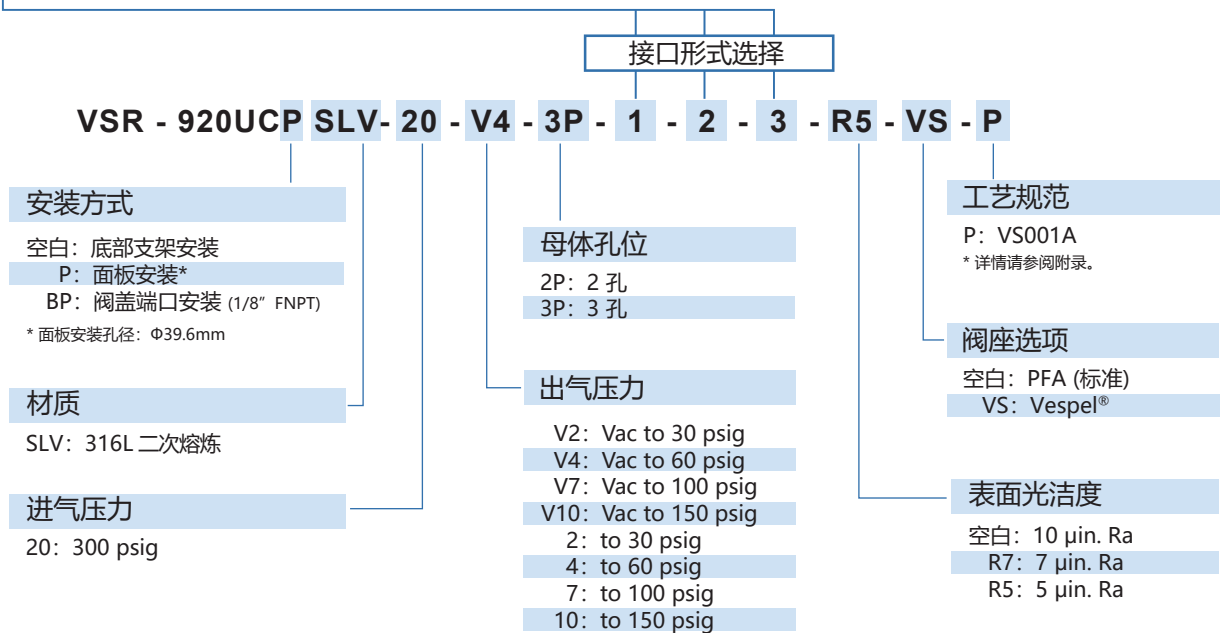 接口形式选择
VSR - 920UCP SLV- 20 - V4 - 3P - 1 - 2 - 3 - R5 - VS - P
安装方式
空白：底部支架安装
P：面板安装*
BP：阀盖端口安装 (1/8" FNPT)
* 面板安装孔径：Φ39.6mm
材质
SLV：316L 二次熔炼
进气压力
20：300 psig
母体孔位
2P：2 孔
3P：3 孔
出气压力
V2：Vac to 30 psig
V4：Vac to 60 psig
V7：Vac to 100 psig
V10：Vac to 150 psig
2：to 30 psig
4：to 60 psig
7：to 100 psig
10：to 150 psig
工艺规范
P：VS001A
* 详情请参阅附录。
阀座选项
空白：PFA (标准)
VS：Vespel®
表面光洁度
空白：10 μin. Ra
R7：7 μin. Ra
R5：5 μin. Ra